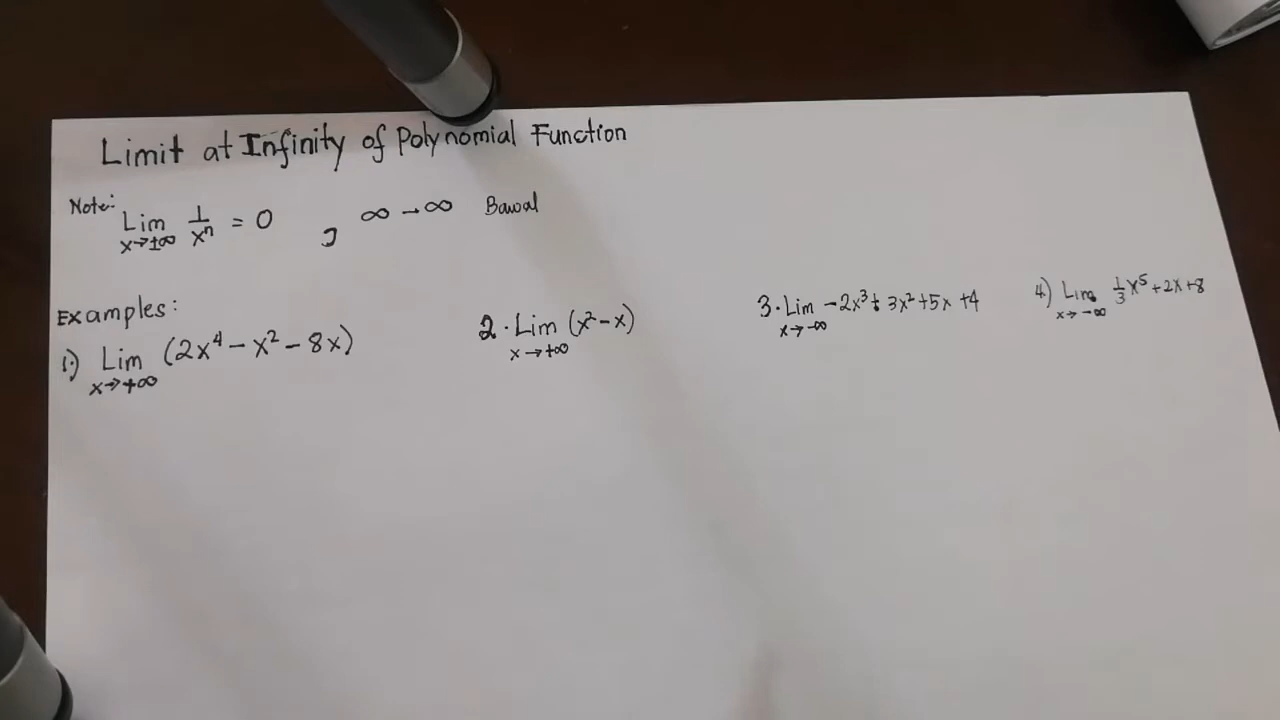 Limit at Infinity of Polynomial Function
Note: Lim x→±∞ 1/xⁿ = 0 , ∞ − ∞ Bawal
Examples:
1.) Lim x→+∞ (2x⁴ − x² − 8x)
2. Lim x→+∞ (x² − x)
3. Lim x→−∞ −2x³ + 3x² + 5x + 4
4.) Lim x→−∞ 1/3 x⁵ + 2x + 8